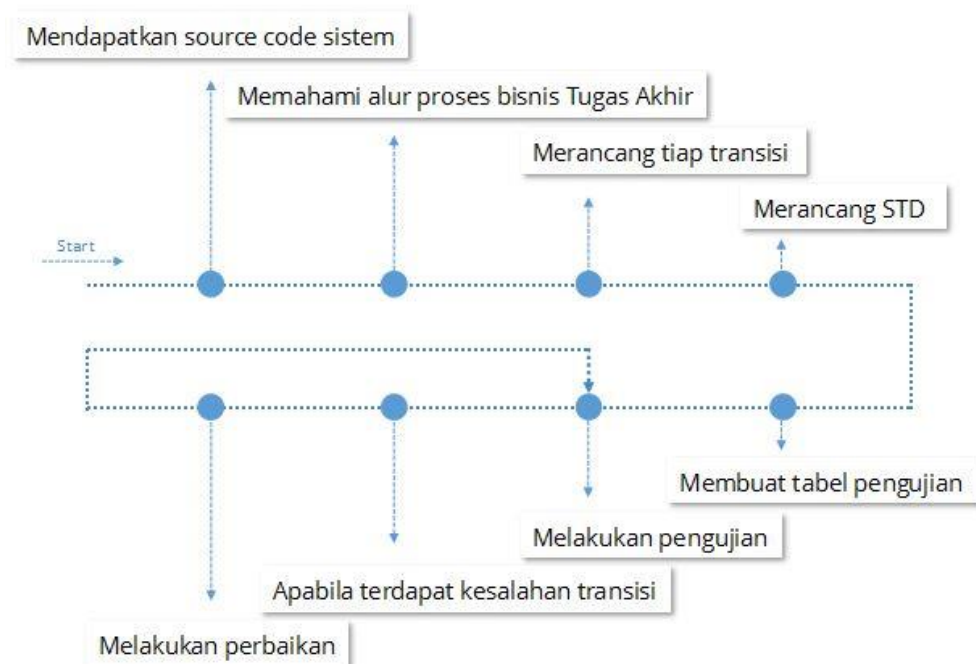 Mendapatkan source code sistem
Memahami alur proses bisnis Tugas Akhir
Merancang tiap transisi
Merancang STD
Start
Membuat tabel pengujian
Melakukan pengujian
Apabila terdapat kesalahan transisi
Melakukan perbaikan